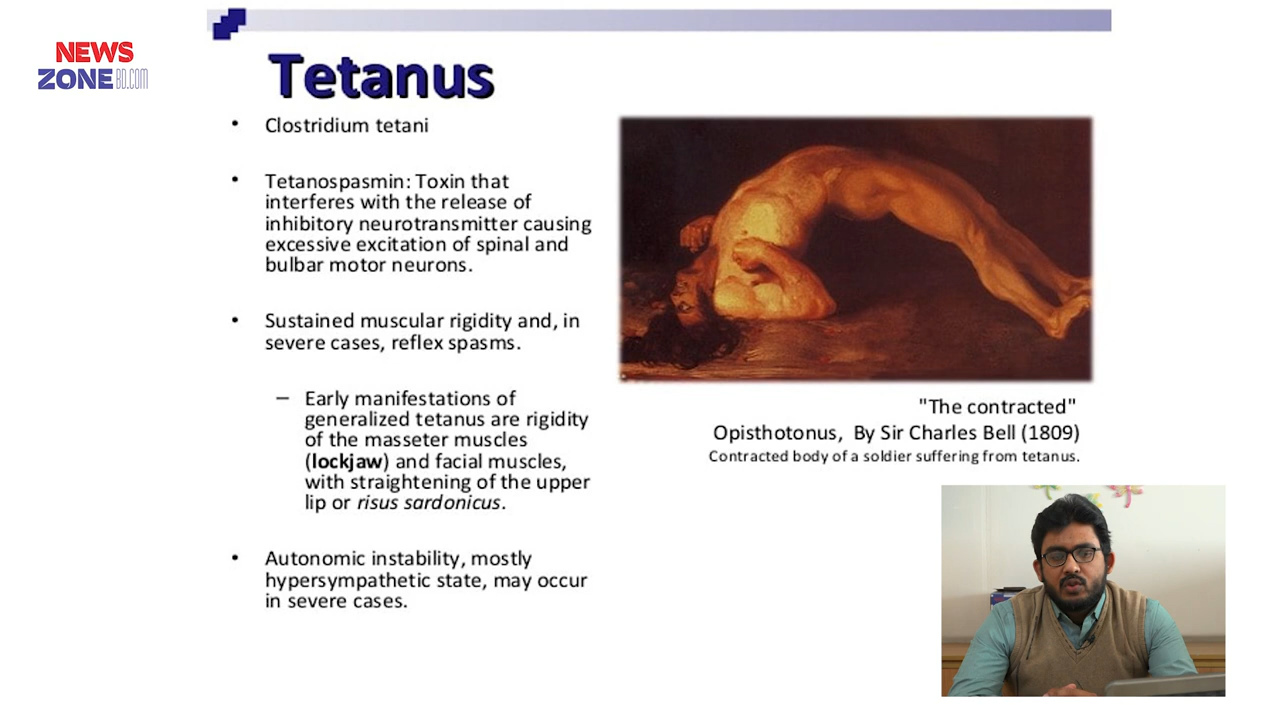 NEWS
ZONE BD.COM
Tetanus
• Clostridium tetani
• Tetanospasmin: Toxin that
interferes with the release of
inhibitory neurotransmitter causing
excessive excitation of spinal and
bulbar motor neurons.
• Sustained muscular rigidity and, in
severe cases, reflex spasms.
– Early manifestations of
generalized tetanus are rigidity
of the masseter muscles
(lockjaw) and facial muscles,
with straightening of the upper
lip or risus sardonicus.
• Autonomic instability, mostly
hypersympathetic state, may occur
in severe cases.
"The contracted"
Opisthotonus, By Sir Charles Bell (1809)
Contracted body of a soldier suffering from tetanus.